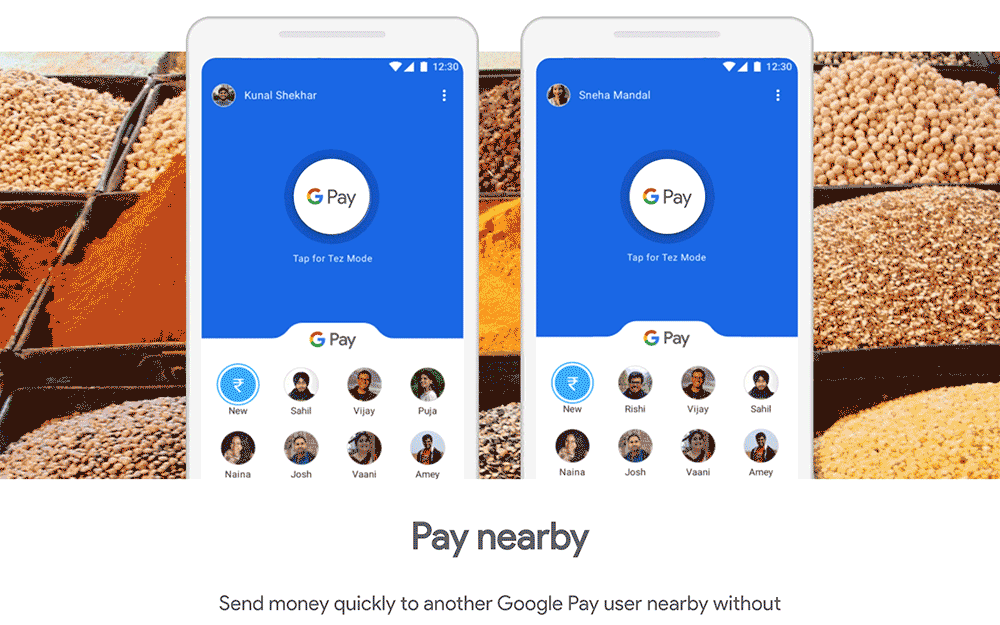 12:30
Kunal Shekhar
G Pay
Tap for Tez Mode
G Pay
₹
New Sahil Vijay Puja
Naina Josh Vaani Amey
12:30
Sneha Mandal
G Pay
Tap for Tez Mode
G Pay
₹
New Rishi Vijay Sahil
Naina Josh Vaani Amey
Pay nearby
Send money quickly to another Google Pay user nearby without